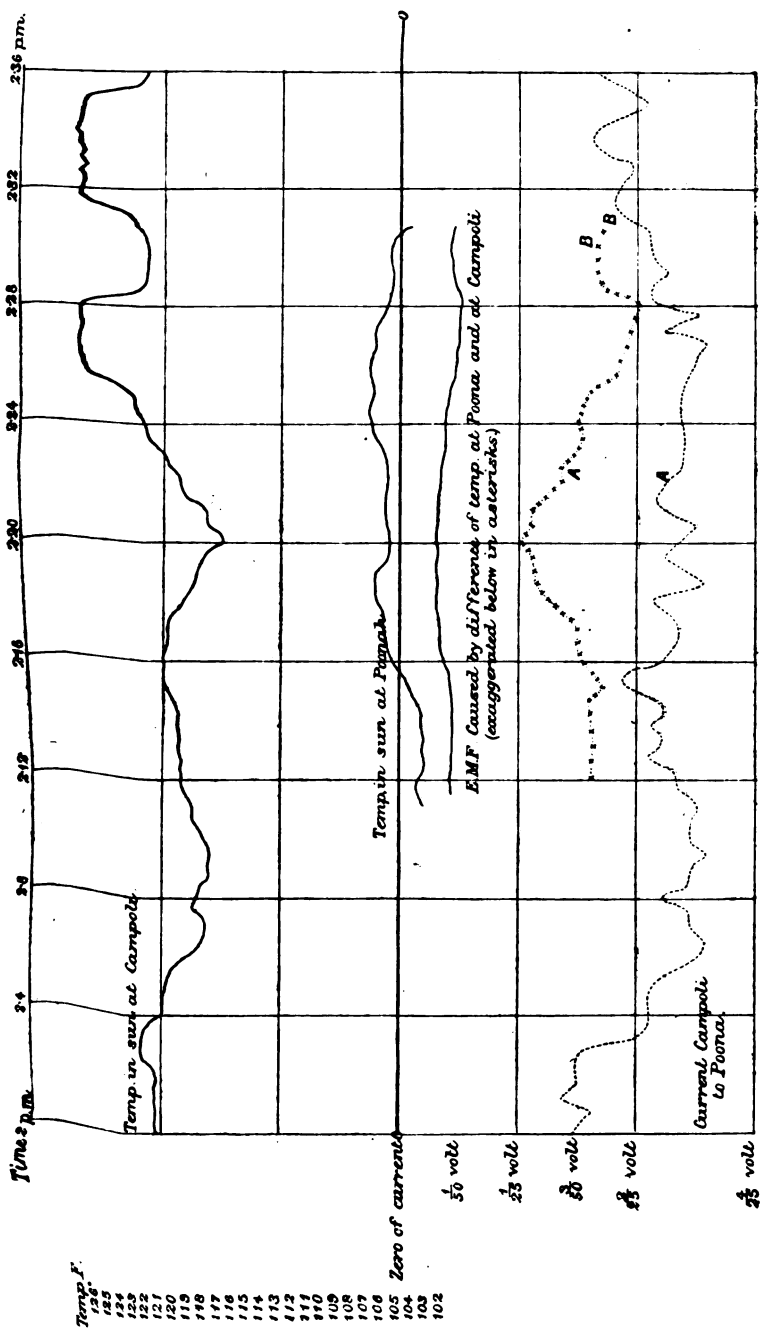 Time 2 p.m.
2·4
2·8
2·12
2·16
2·20
2·24
2·28
2·32
2·36 p.m.
Temp. F.
126°
125
124
123
122
121
120
119
118
117
116
115
114
113
112
111
110
109
108
107
106
105
104
103
102
Temp. in sun at Campoli
Temp. in sun at Poonah
Zero of currents
0
E.M.F Caused by difference of temp. at Poona and at Campoli
(exaggerated below in asterisks.)
1/50 volt
1/25 volt
3/50 volt
2/25 volt
4/25 volt
A
B
B
A
Current Campoli
to Poona.